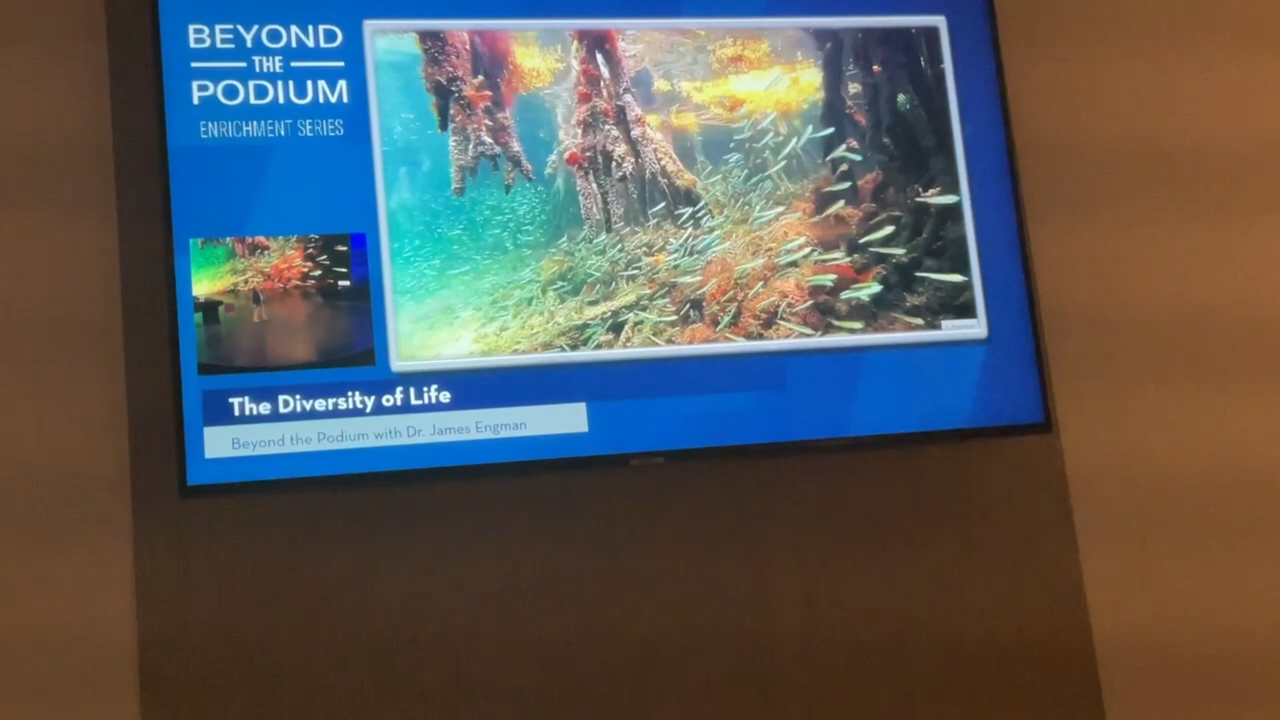 BEYOND
THE
PODIUM
ENRICHMENT SERIES
The Diversity of Life
Beyond the Podium with Dr. James Engman